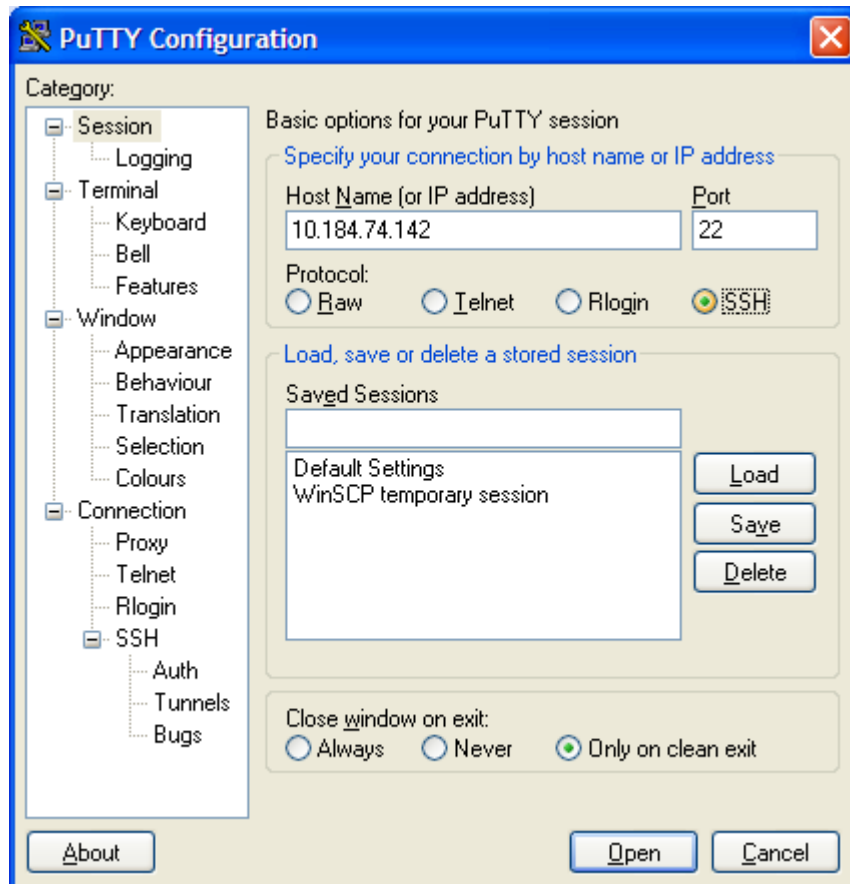 PuTTY Configuration
Category:
Session
Logging
Terminal
Keyboard
Bell
Features
Window
Appearance
Behaviour
Translation
Selection
Colours
Connection
Proxy
Telnet
Rlogin
SSH
Auth
Tunnels
Bugs
Basic options for your PuTTY session
Specify your connection by host name or IP address
Host Name (or IP address) Port
10.184.74.142 22
Protocol:
Raw Telnet Rlogin SSH
Load, save or delete a stored session
Saved Sessions
Default Settings
WinSCP temporary session
Load
Save
Delete
Close window on exit:
Always Never Only on clean exit
About Open Cancel